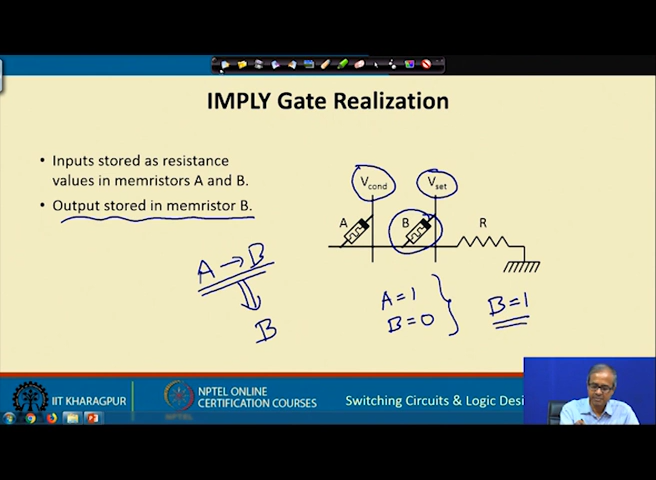 IMPLY Gate Realization
• Inputs stored as resistance
values in memristors A and B.
• Output stored in memristor B.
Vcond
Vset
A
B
R
A → B
B
A = 1
B = 0
B = 1
IIT KHARAGPUR
NPTEL ONLINE
CERTIFICATION COURSES
Switching Circuits & Logic Desi